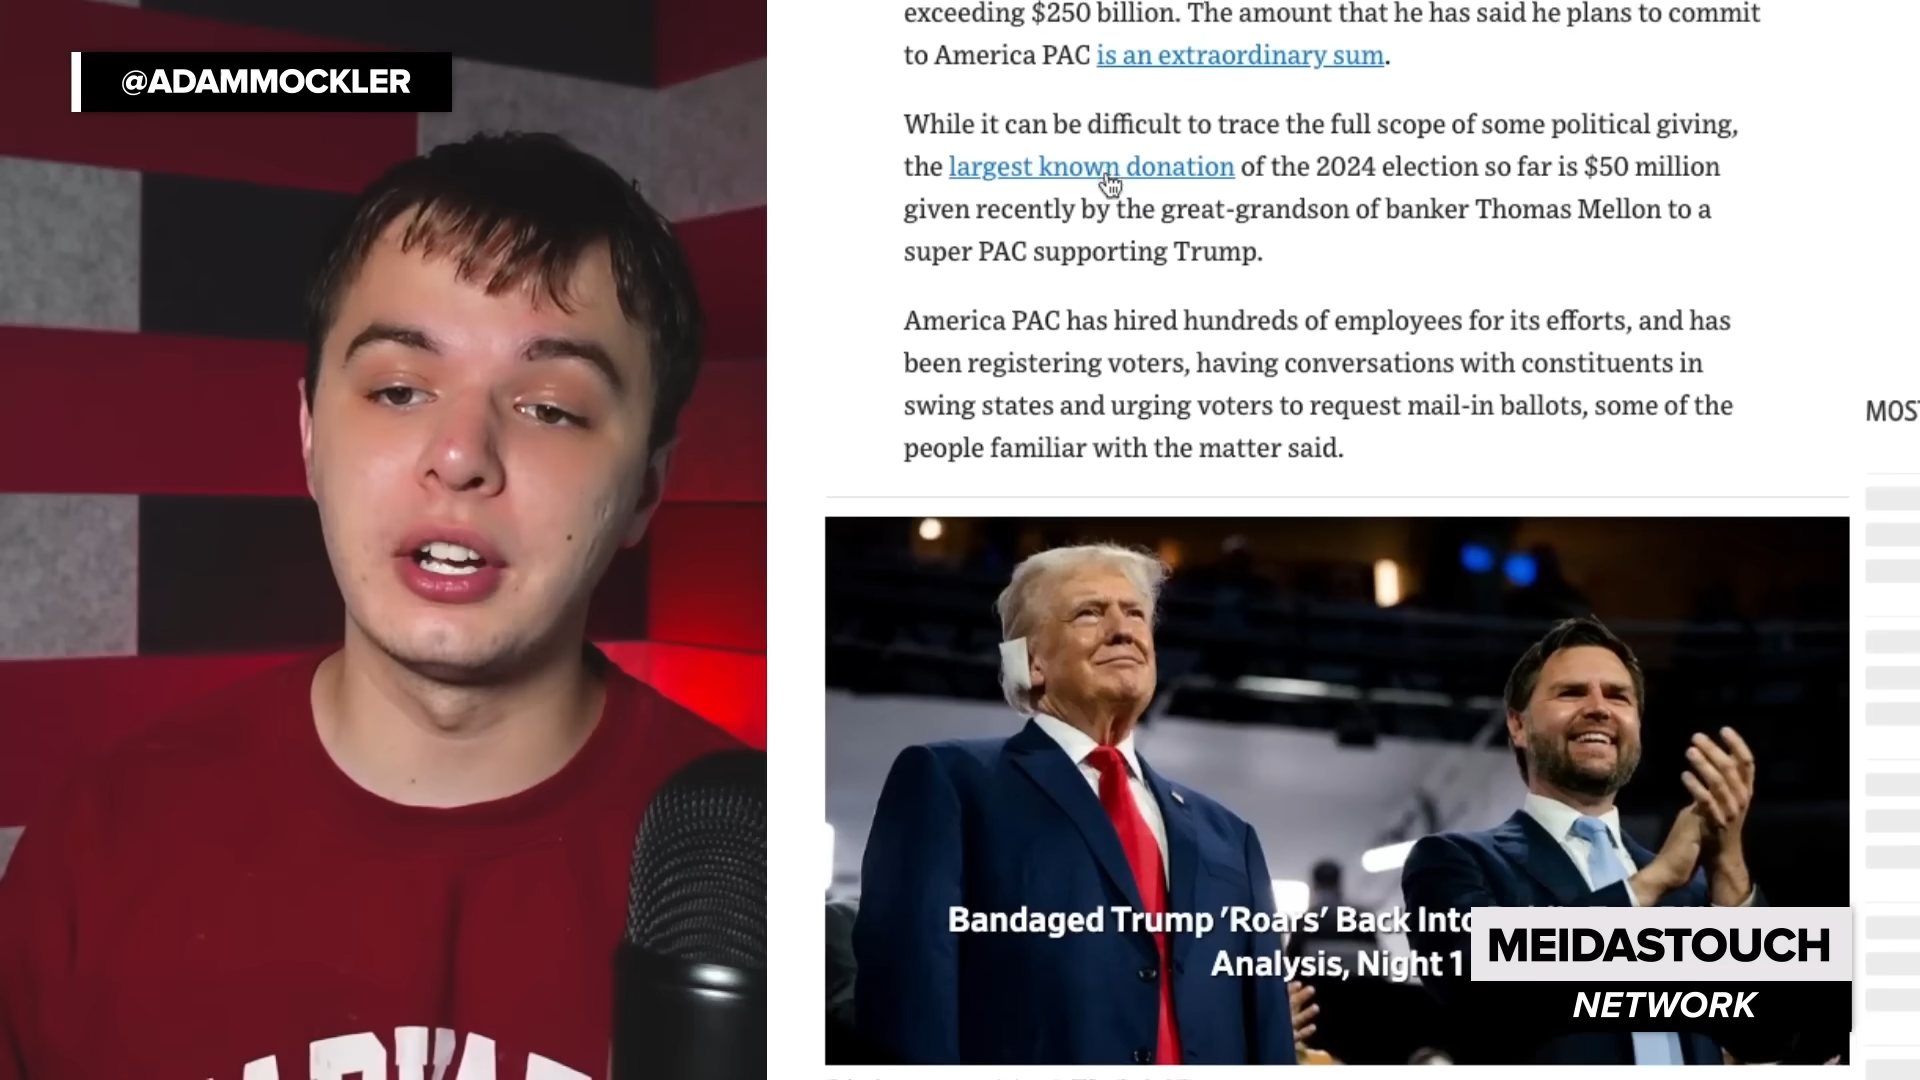 @ADAMMOCKLER
exceeding $250 billion. The amount that he has said he plans to commit
to America PAC is an extraordinary sum.
While it can be difficult to trace the full scope of some political giving,
the largest known donation of the 2024 election so far is $50 million
given recently by the great-grandson of banker Thomas Mellon to a
super PAC supporting Trump.
America PAC has hired hundreds of employees for its efforts, and has
been registering voters, having conversations with constituents in
swing states and urging voters to request mail-in ballots, some of the
people familiar with the matter said.
MOST
Bandaged Trump 'Roars' Back Into
Analysis, Night 1
MEIDASTOUCH
NETWORK
HARVA